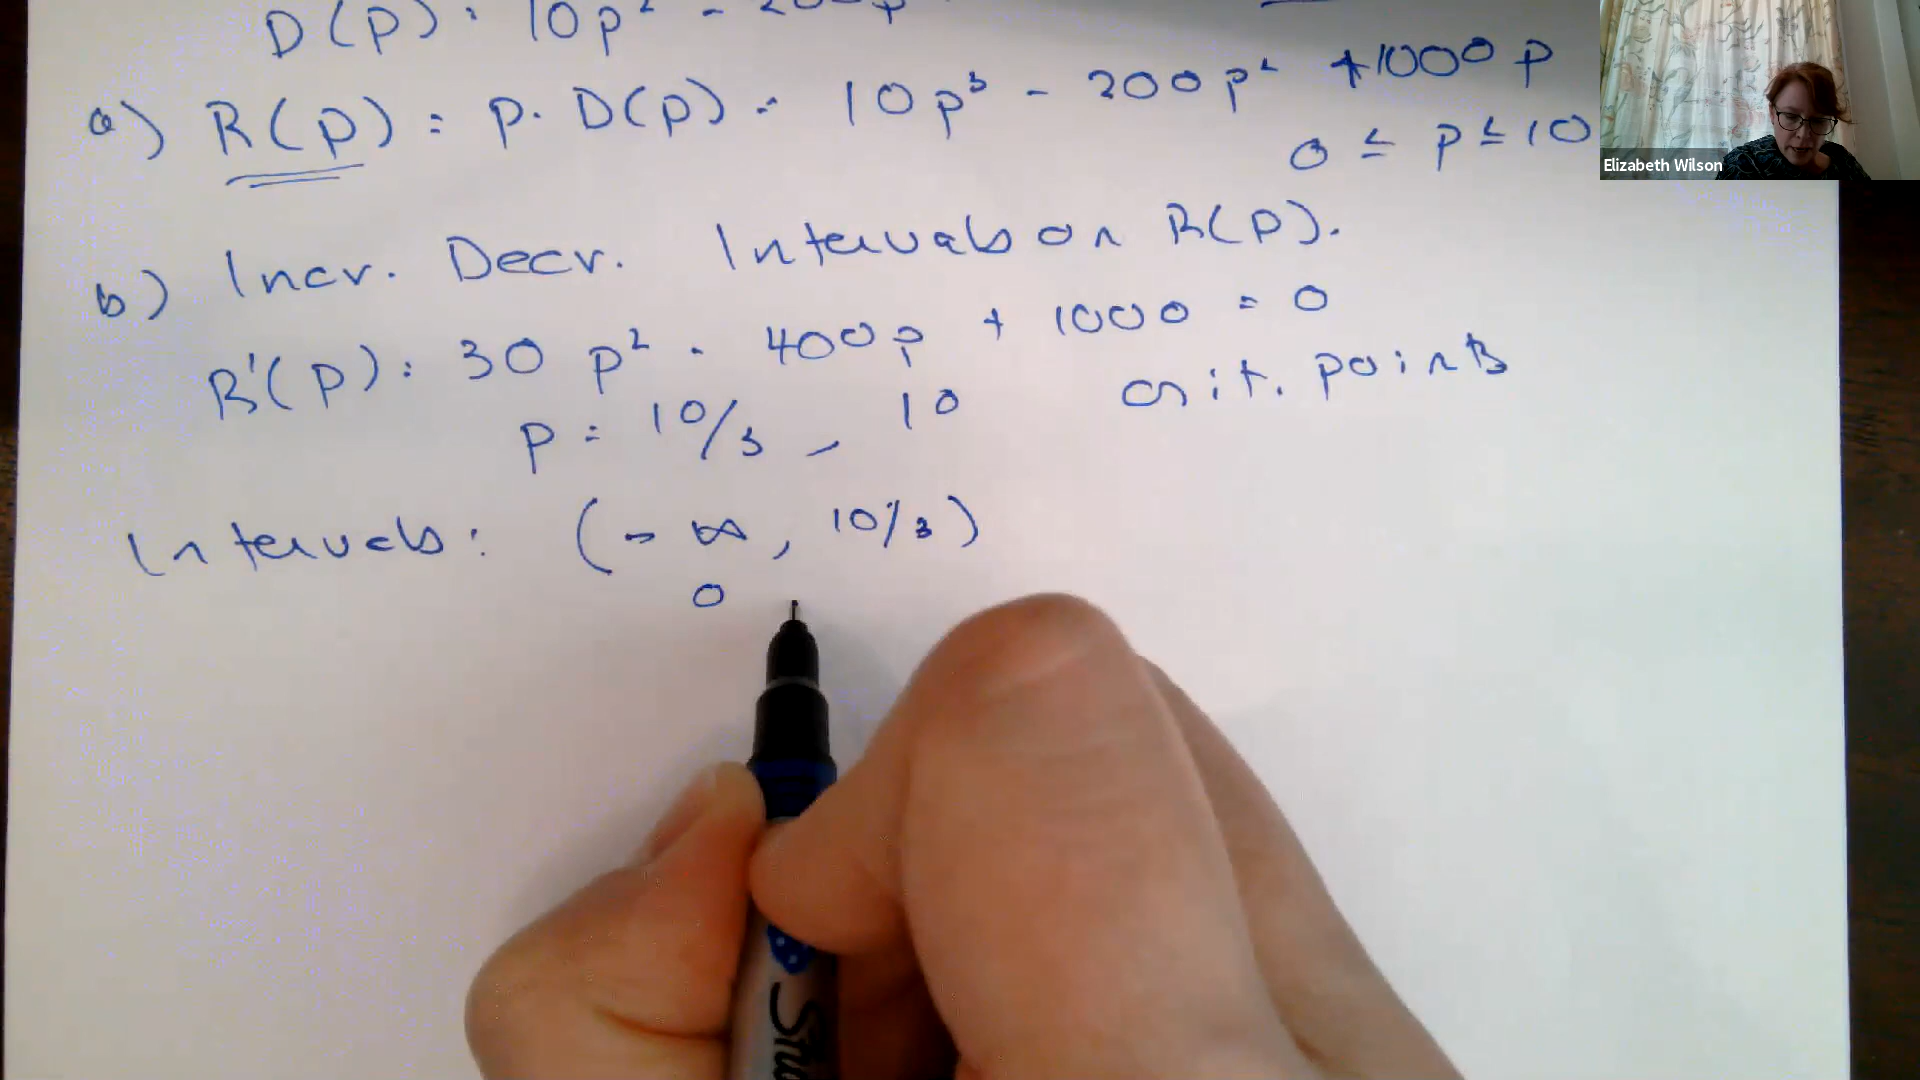 D(p) = 10p² - 200p
a) R(p) = p. D(p) = 10p³ - 200p² +1000p
0 ≤ p ≤ 10
Elizabeth Wilson
b) Incr. Decr. Intervals on R(p).
R'(p) = 30p² - 400p + 1000 = 0
p = 10/3, 10 crit. points
Intervals: (-∞, 10/3)
0